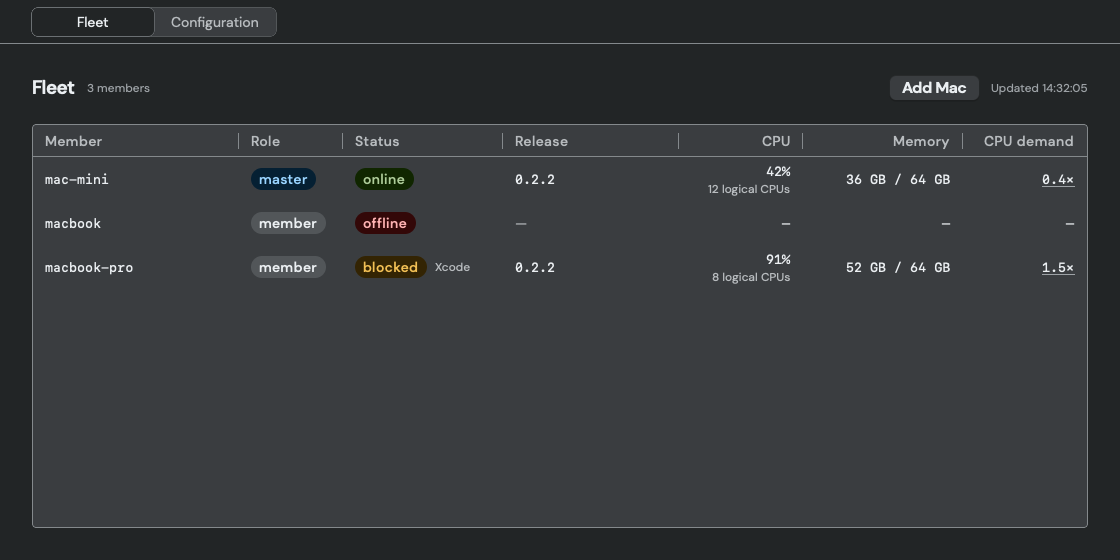 Fleet Configuration
Fleet 3 members Add Mac Updated 14:32:05
Member Role Status Release CPU Memory CPU demand
mac-mini master online 0.2.2 42% 36 GB / 64 GB 0.4×
12 logical CPUs
macbook member offline — — — —
macbook-pro member blocked Xcode 0.2.2 91% 52 GB / 64 GB 1.5×
8 logical CPUs